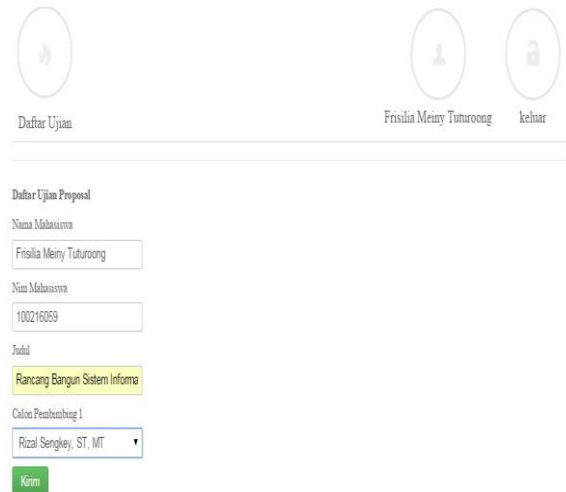 Daftar Ujian
Frisilia Meiny Tuturoong
keluar
Daftar Ujian Proposal
Nama Mahasiswa
Frisilia Meiny Tuturoong
Nim Mahasiswa
100216059
Judul
Rancang Bangun Sistem Informa
Calon Pembimbing 1
Rizal Sengkey, ST, MT
Kirim